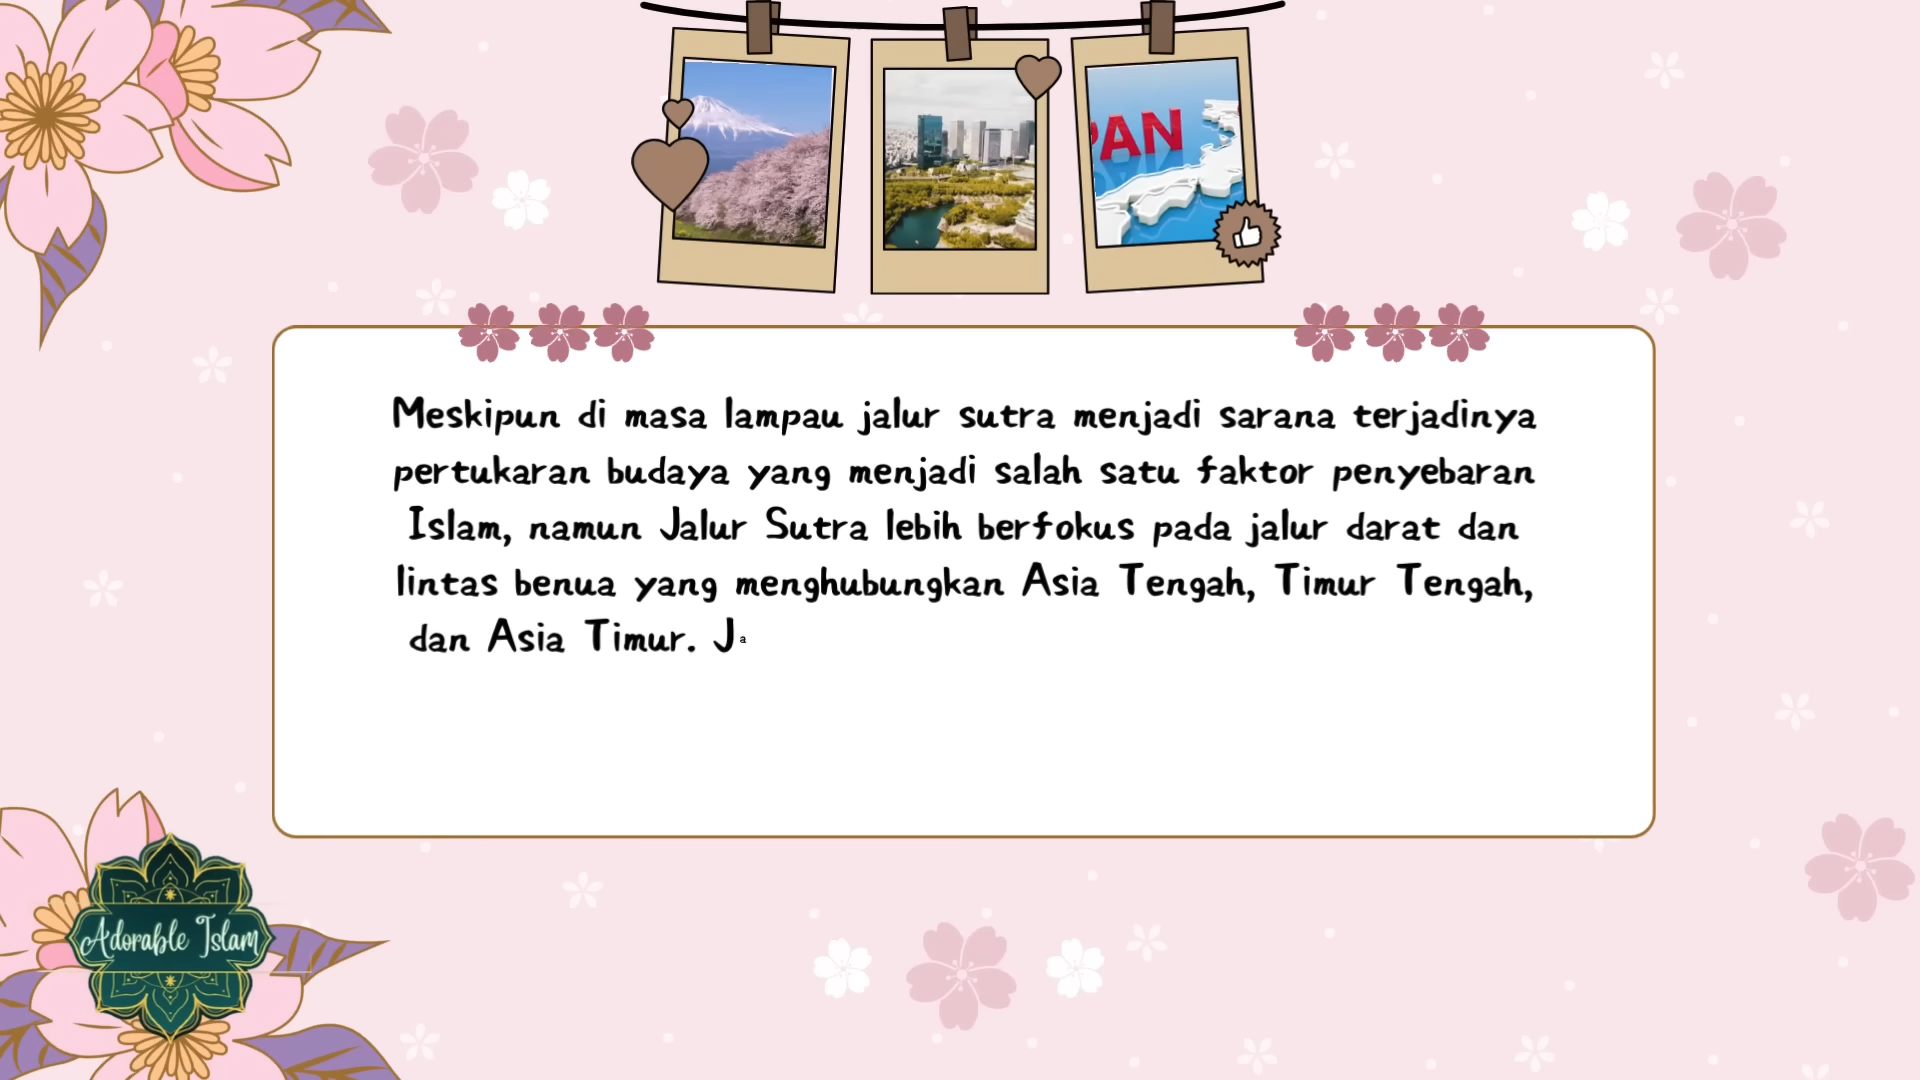 PAN
Meskipun di masa lampau jalur sutra menjadi sarana terjadinya
pertukaran budaya yang menjadi salah satu faktor penyebaran
Islam, namun Jalur Sutra lebih berfokus pada jalur darat dan
lintas benua yang menghubungkan Asia Tengah, Timur Tengah,
dan Asia Timur. Ja
Adorable Islam